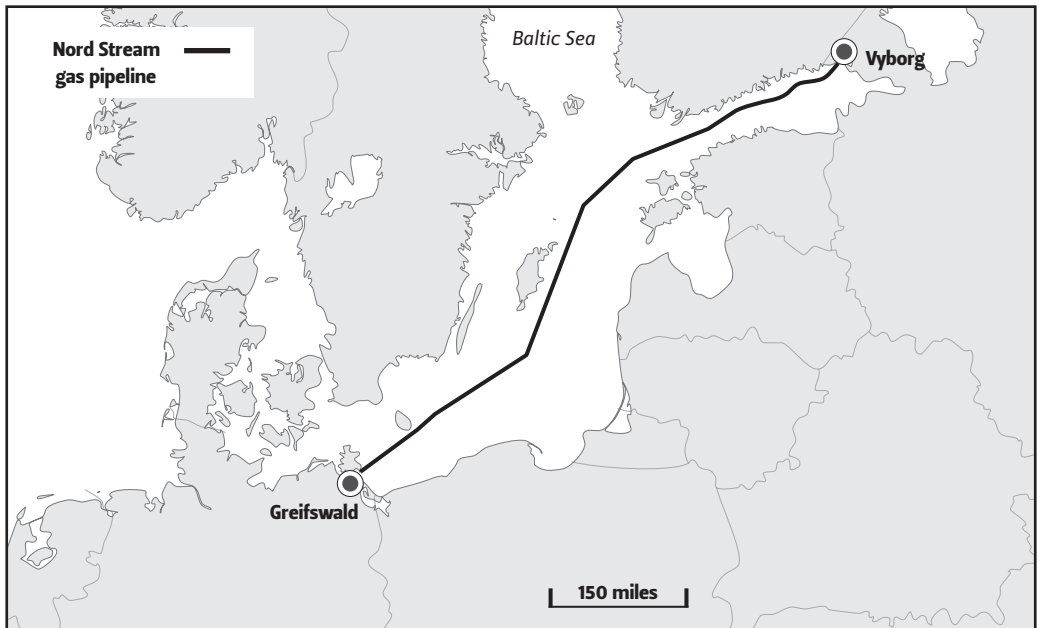 Nord Stream
gas pipeline
Baltic Sea
Vyborg
Greifswald
150 miles